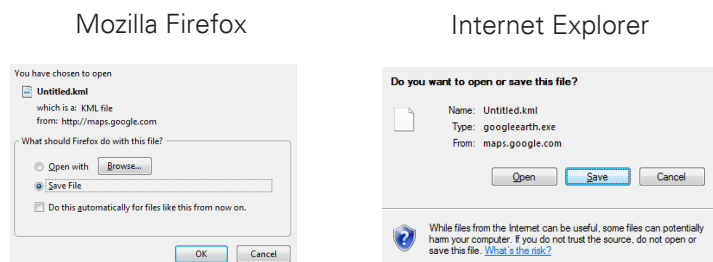 Mozilla Firefox
You have chosen to open
Untitled.kml
which is a: KML file
from: http://maps.google.com
What should Firefox do with this file?
Open with Browse...
Save File
Do this automatically for files like this from now on.
OK Cancel
Internet Explorer
Do you want to open or save this file?
Name: Untitled.kml
Type: googleearth.exe
From: maps.google.com
Open Save Cancel
While files from the Internet can be useful, some files can potentially
harm your computer. If you do not trust the source, do not open or
save this file. What's the risk?